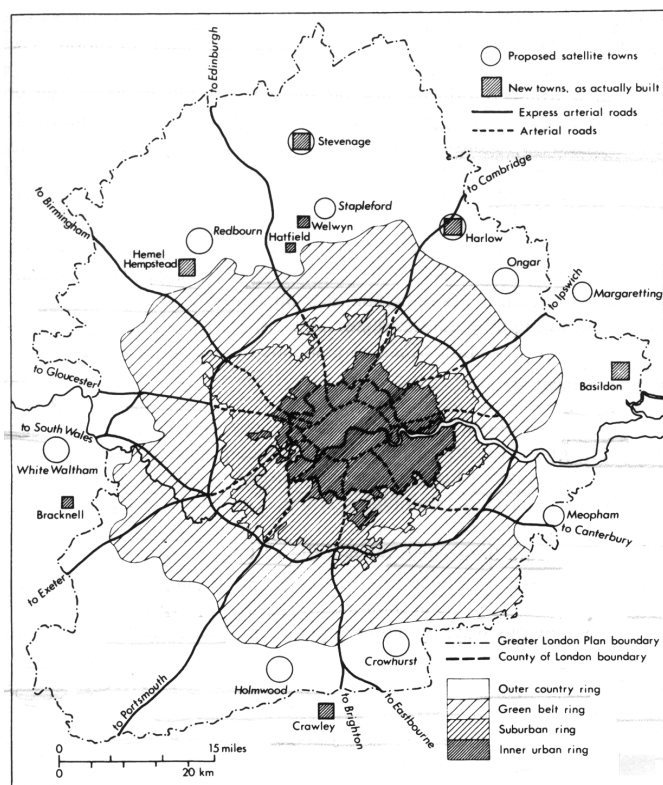 to Edinburgh
Proposed satellite towns
New towns, as actually built
Express arterial roads
Arterial roads
Stevenage
to Cambridge
to Birmingham
Stapleford
Redbourn
Welwyn
Hatfield
Harlow
Hemel
Hempstead
Ongar
to Ipswich
Margaretting
to Gloucester
Basildon
to South Wales
White Waltham
Bracknell
Meopham
to Canterbury
to Exeter
Greater London Plan boundary
County of London boundary
Crowhurst
Holmwood
Outer country ring
Green belt ring
Suburban ring
Inner urban ring
to Portsmouth
Crawley
to Brighton
to Eastbourne
0 15 miles
0 20 km